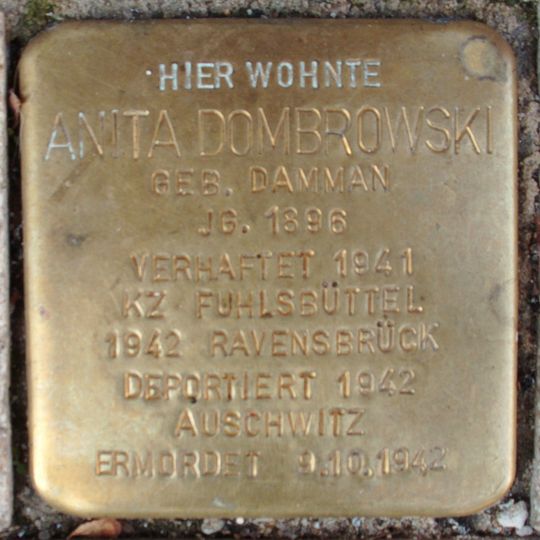 HIER WOHNTE
ANITA DOMBROWSKI
GEB. DAMMAN
JG. 1896
VERHAFTET 1941
KZ FUHLSBÜTTEL
1942 RAVENSBRÜCK
DEPORTIERT 1942
AUSCHWITZ
ERMORDET 9.10.1942